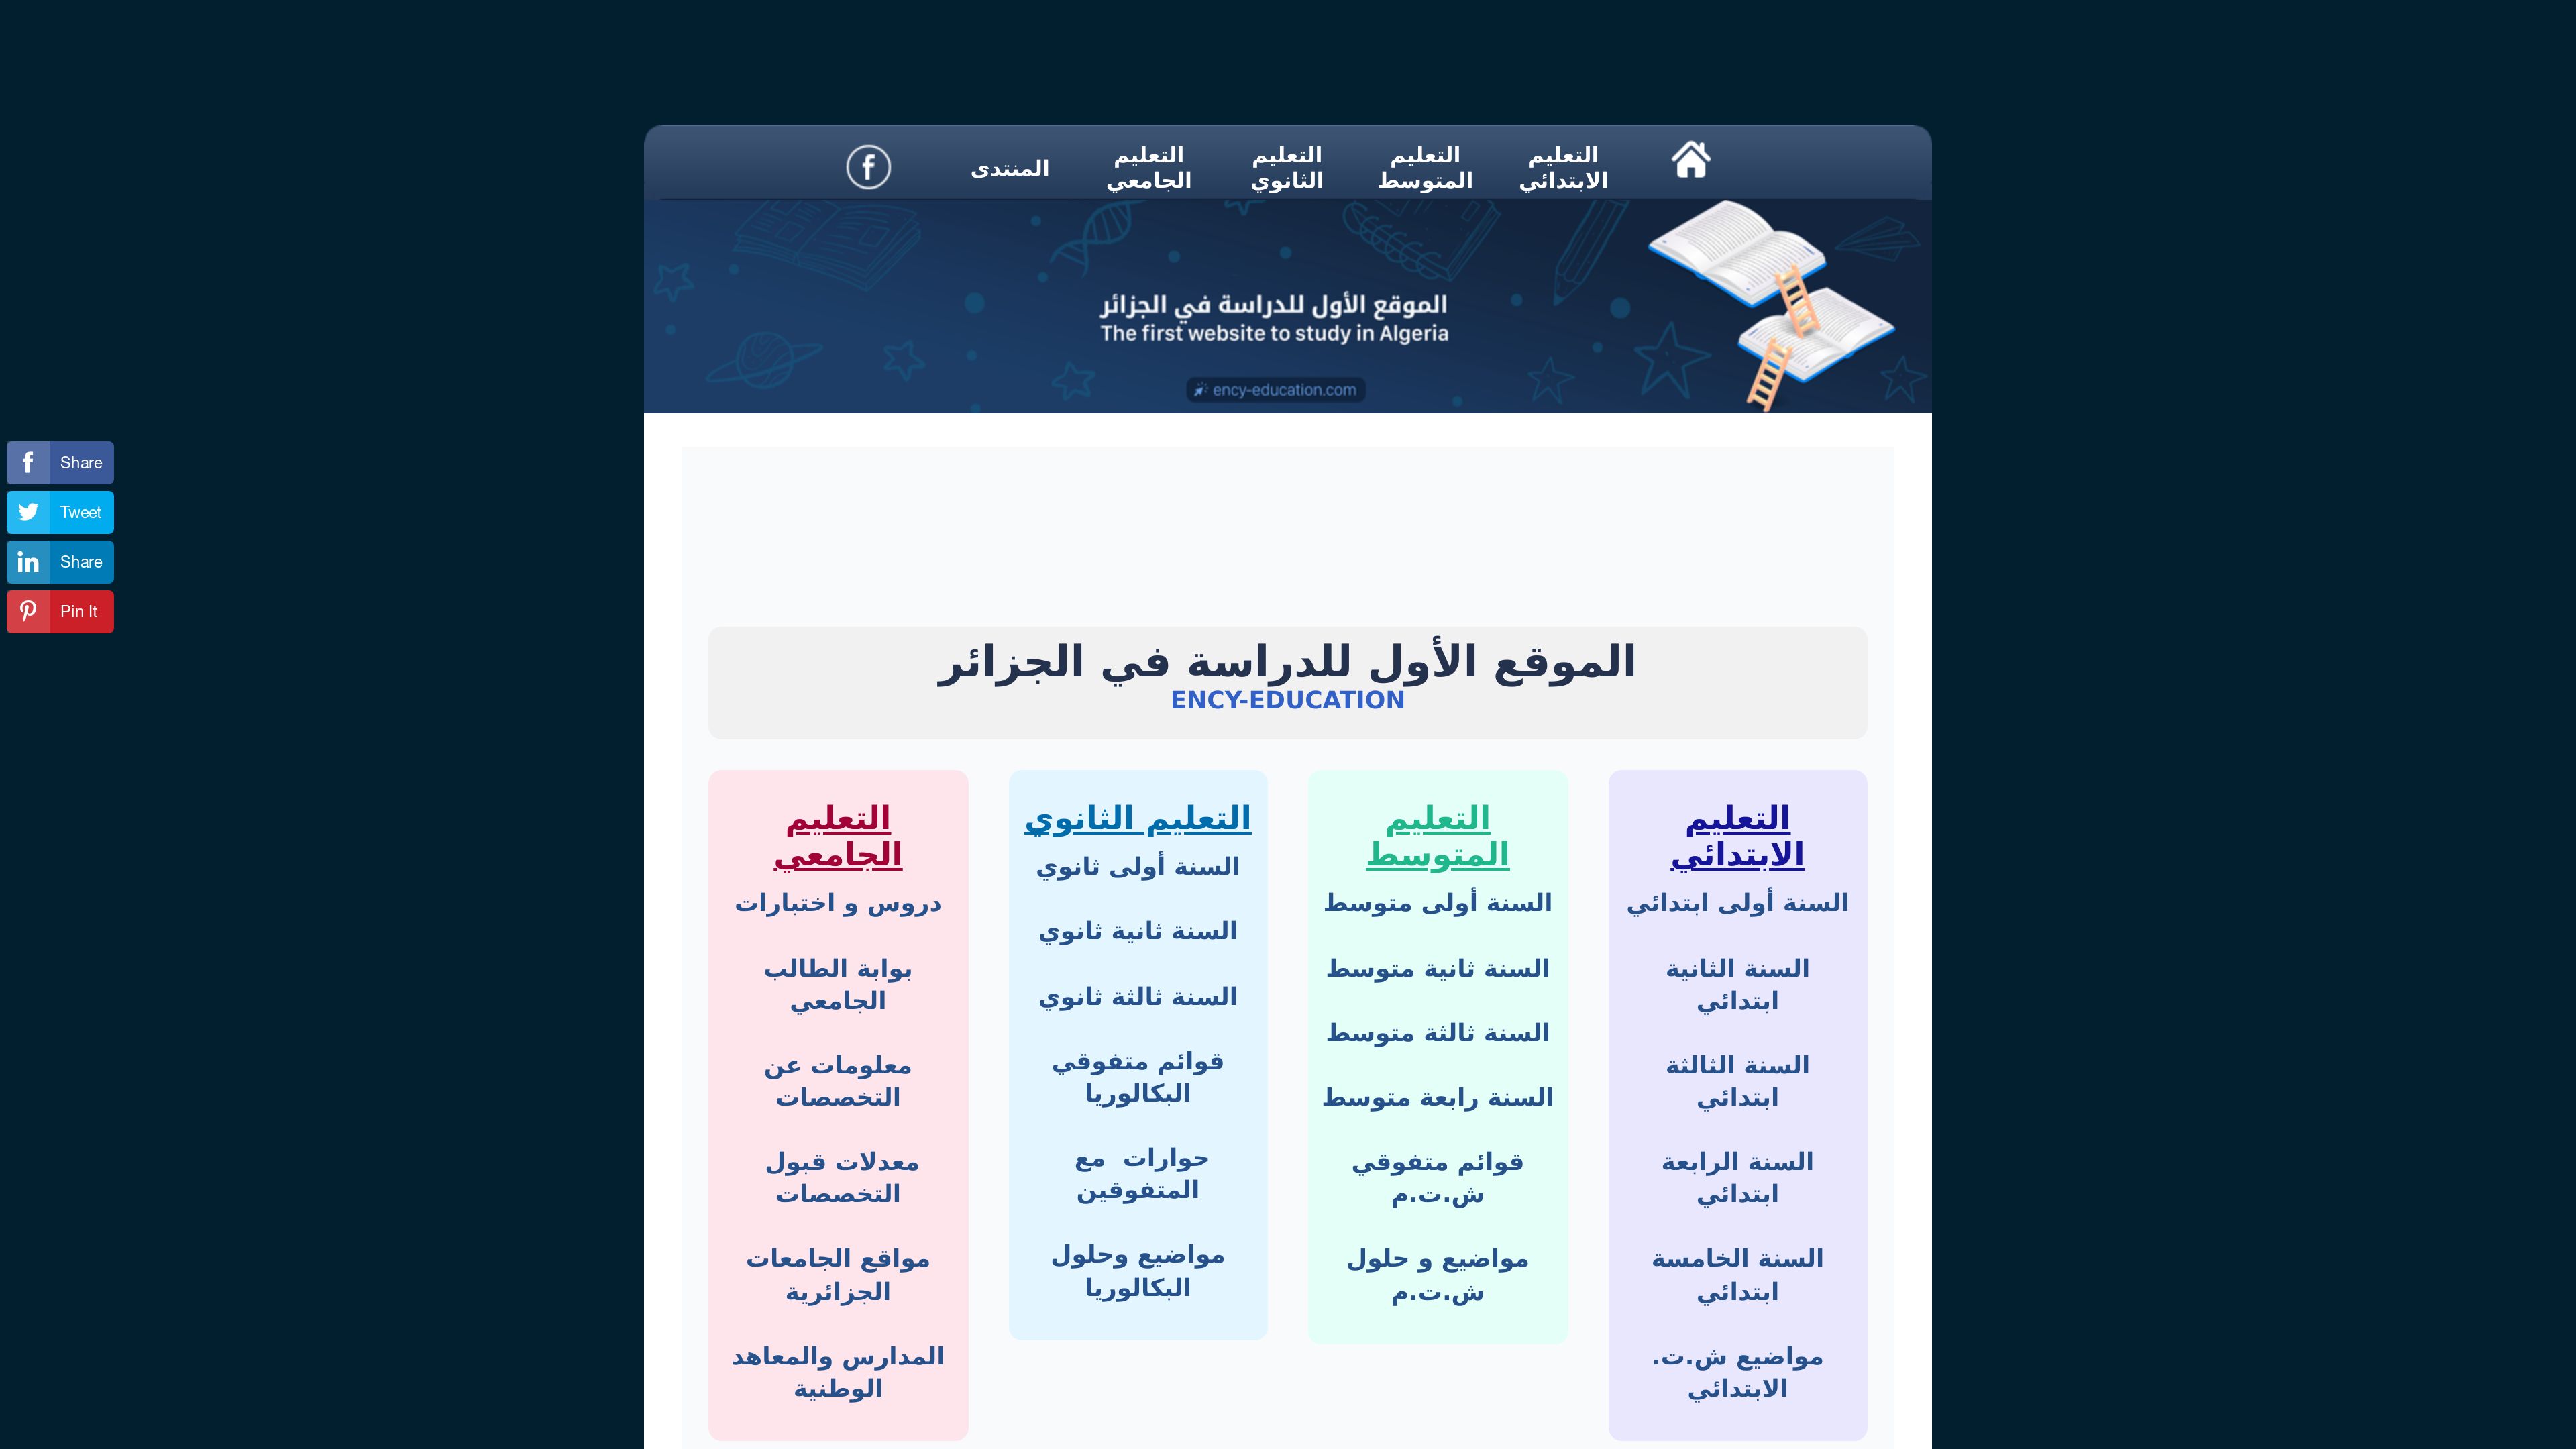 التعليم
الابتدائي
التعليم
المتوسط
التعليم
الثانوي
التعليم
الجامعي
المنتدى
الموقع الأول للدراسة في الجزائر
The first website to study in Algeria
ency-education.com
Share
Tweet
Share
Pin It
الموقع الأول للدراسة في الجزائر
ENCY-EDUCATION
التعليم
الابتدائي
السنة أولى ابتدائي
السنة الثانية
ابتدائي
السنة الثالثة
ابتدائي
السنة الرابعة
ابتدائي
السنة الخامسة
ابتدائي
مواضيع ش.ت.
الابتدائي
التعليم
المتوسط
السنة أولى متوسط
السنة ثانية متوسط
السنة ثالثة متوسط
السنة رابعة متوسط
قوائم متفوقي
ش.ت.م
مواضيع و حلول
ش.ت.م
التعليم الثانوي
السنة أولى ثانوي
السنة ثانية ثانوي
السنة ثالثة ثانوي
قوائم متفوقي
البكالوريا
حوارات مع
المتفوقين
مواضيع وحلول
البكالوريا
التعليم
الجامعي
دروس و اختبارات
بوابة الطالب
الجامعي
معلومات عن
التخصصات
معدلات قبول
التخصصات
مواقع الجامعات
الجزائرية
المدارس والمعاهد
الوطنية